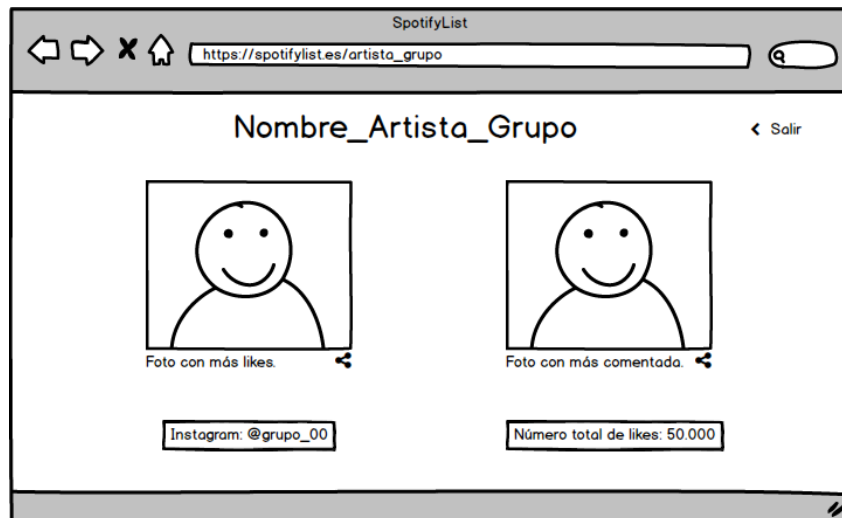 SpotifyList
https://spotifylist.es/artista_grupo
Nombre_Artista_Grupo
Salir
Foto con más likes.
Foto con más comentada.
Instagram: @grupo_00
Número total de likes: 50.000